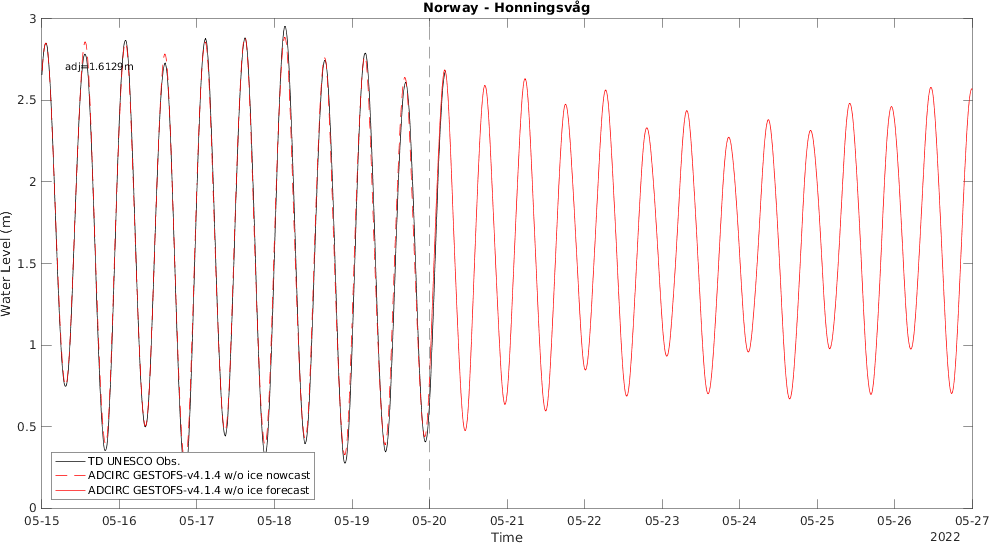 Norway - Honningsvåg
3
2.5
2
1.5
1
0.5
0
Water Level (m)
adj=1.6129m
TD UNESCO Obs.
ADCIRC GESTOFS-v4.1.4 w/o ice nowcast
ADCIRC GESTOFS-v4.1.4 w/o ice forecast
05-15 05-16 05-17 05-18 05-19 05-20 05-21 05-22 05-23 05-24 05-25 05-26 05-27
Time
2022